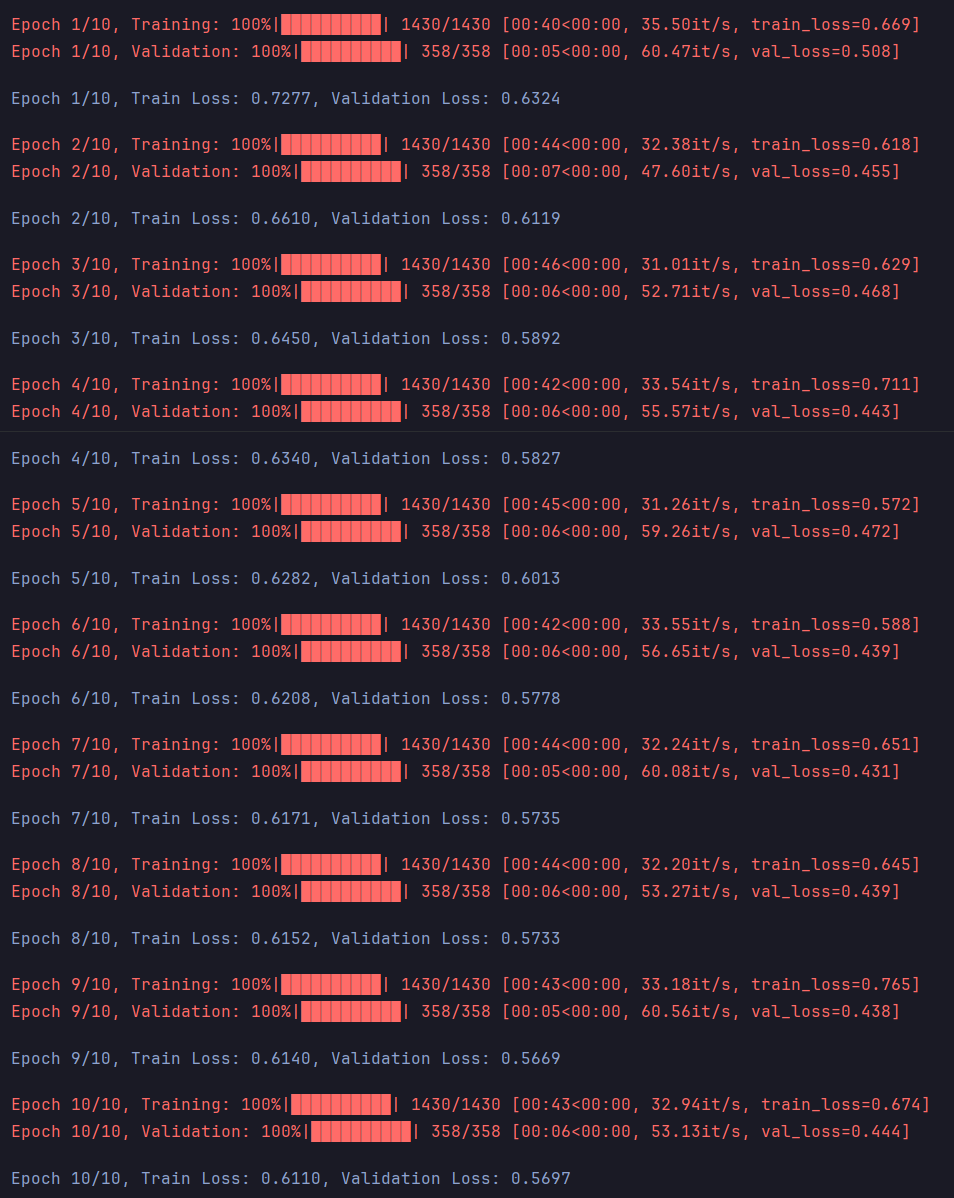 Epoch 1/10, Training: 100%|██████████| 1430/1430 [00:40<00:00, 35.50it/s, train_loss=0.669]
Epoch 1/10, Validation: 100%|██████████| 358/358 [00:05<00:00, 60.47it/s, val_loss=0.508]
Epoch 1/10, Train Loss: 0.7277, Validation Loss: 0.6324
Epoch 2/10, Training: 100%|██████████| 1430/1430 [00:44<00:00, 32.38it/s, train_loss=0.618]
Epoch 2/10, Validation: 100%|██████████| 358/358 [00:07<00:00, 47.60it/s, val_loss=0.455]
Epoch 2/10, Train Loss: 0.6610, Validation Loss: 0.6119
Epoch 3/10, Training: 100%|██████████| 1430/1430 [00:46<00:00, 31.01it/s, train_loss=0.629]
Epoch 3/10, Validation: 100%|██████████| 358/358 [00:06<00:00, 52.71it/s, val_loss=0.468]
Epoch 3/10, Train Loss: 0.6450, Validation Loss: 0.5892
Epoch 4/10, Training: 100%|██████████| 1430/1430 [00:42<00:00, 33.54it/s, train_loss=0.711]
Epoch 4/10, Validation: 100%|██████████| 358/358 [00:06<00:00, 55.57it/s, val_loss=0.443]
Epoch 4/10, Train Loss: 0.6340, Validation Loss: 0.5827
Epoch 5/10, Training: 100%|██████████| 1430/1430 [00:45<00:00, 31.26it/s, train_loss=0.572]
Epoch 5/10, Validation: 100%|██████████| 358/358 [00:06<00:00, 59.26it/s, val_loss=0.472]
Epoch 5/10, Train Loss: 0.6282, Validation Loss: 0.6013
Epoch 6/10, Training: 100%|██████████| 1430/1430 [00:42<00:00, 33.55it/s, train_loss=0.588]
Epoch 6/10, Validation: 100%|██████████| 358/358 [00:06<00:00, 56.65it/s, val_loss=0.439]
Epoch 6/10, Train Loss: 0.6208, Validation Loss: 0.5778
Epoch 7/10, Training: 100%|██████████| 1430/1430 [00:44<00:00, 32.24it/s, train_loss=0.651]
Epoch 7/10, Validation: 100%|██████████| 358/358 [00:05<00:00, 60.08it/s, val_loss=0.431]
Epoch 7/10, Train Loss: 0.6171, Validation Loss: 0.5735
Epoch 8/10, Training: 100%|██████████| 1430/1430 [00:44<00:00, 32.20it/s, train_loss=0.645]
Epoch 8/10, Validation: 100%|██████████| 358/358 [00:06<00:00, 53.27it/s, val_loss=0.439]
Epoch 8/10, Train Loss: 0.6152, Validation Loss: 0.5733
Epoch 9/10, Training: 100%|██████████| 1430/1430 [00:43<00:00, 33.18it/s, train_loss=0.765]
Epoch 9/10, Validation: 100%|██████████| 358/358 [00:05<00:00, 60.56it/s, val_loss=0.438]
Epoch 9/10, Train Loss: 0.6140, Validation Loss: 0.5669
Epoch 10/10, Training: 100%|██████████| 1430/1430 [00:43<00:00, 32.94it/s, train_loss=0.674]
Epoch 10/10, Validation: 100%|██████████| 358/358 [00:06<00:00, 53.13it/s, val_loss=0.444]
Epoch 10/10, Train Loss: 0.6110, Validation Loss: 0.5697